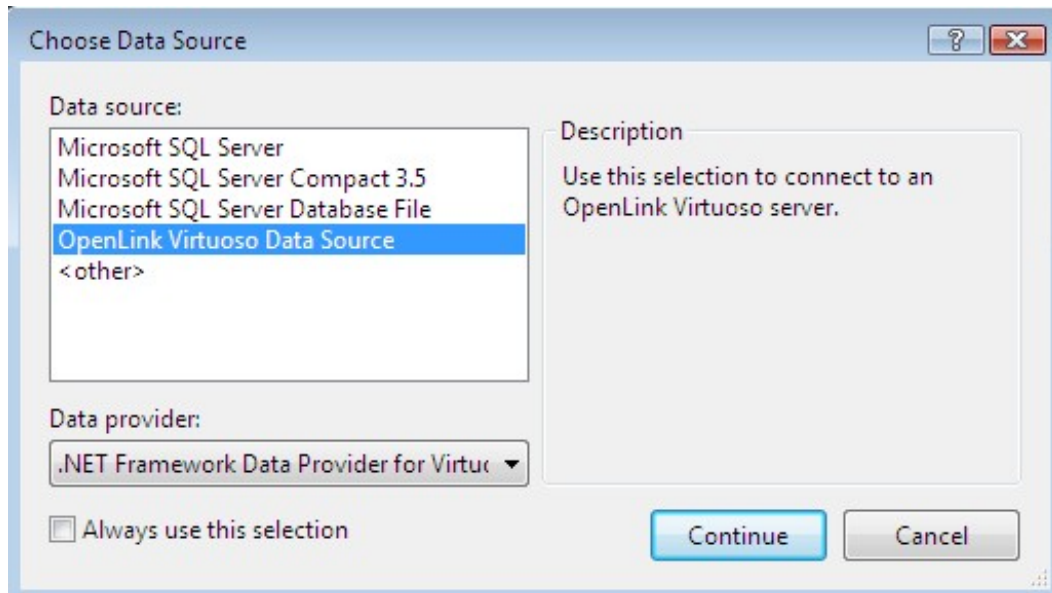 Choose Data Source
Data source:
Microsoft SQL Server
Microsoft SQL Server Compact 3.5
Microsoft SQL Server Database File
OpenLink Virtuoso Data Source
<other>
Description
Use this selection to connect to an
OpenLink Virtuoso server.
Data provider:
.NET Framework Data Provider for Virtuo
Always use this selection
Continue
Cancel